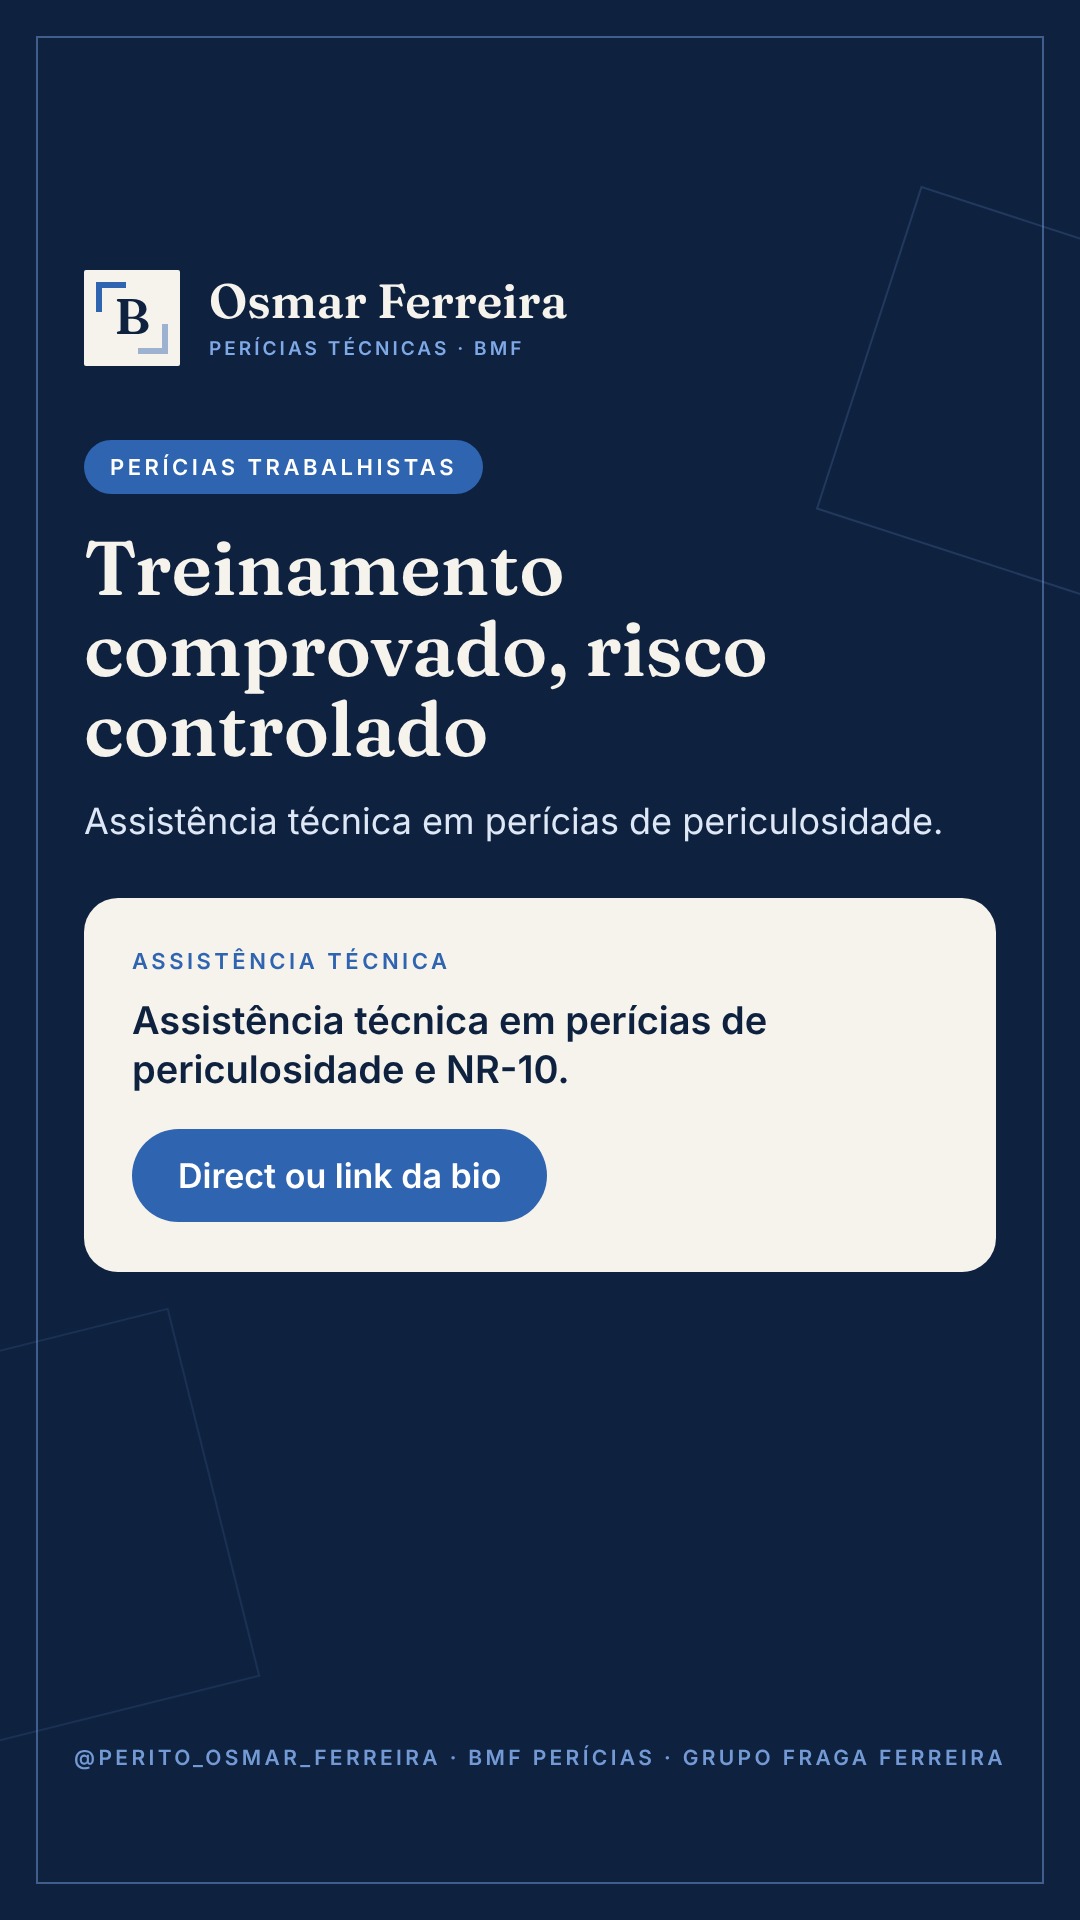 B
Osmar Ferreira
PERÍCIAS TÉCNICAS · BMF
PERÍCIAS TRABALHISTAS
Treinamento
comprovado, risco
controlado
Assistência técnica em perícias de periculosidade.
ASSISTÊNCIA TÉCNICA
Assistência técnica em perícias de
periculosidade e NR-10.
Direct ou link da bio
@PERITO_OSMAR_FERREIRA · BMF PERÍCIAS · GRUPO FRAGA FERREIRA